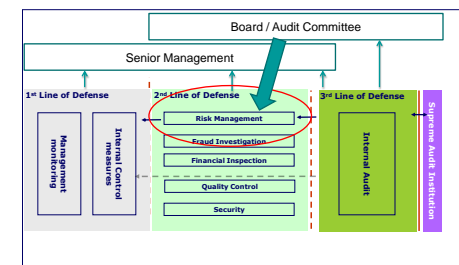 Board / Audit Committee
Senior Management
1st Line of Defense
2nd Line of Defense
3rd Line of Defense
Management monitoring
Internal Control measures
Risk Management
Fraud Investigation
Financial Inspection
Quality Control
Security
Internal Audit
Supreme Audit Institution